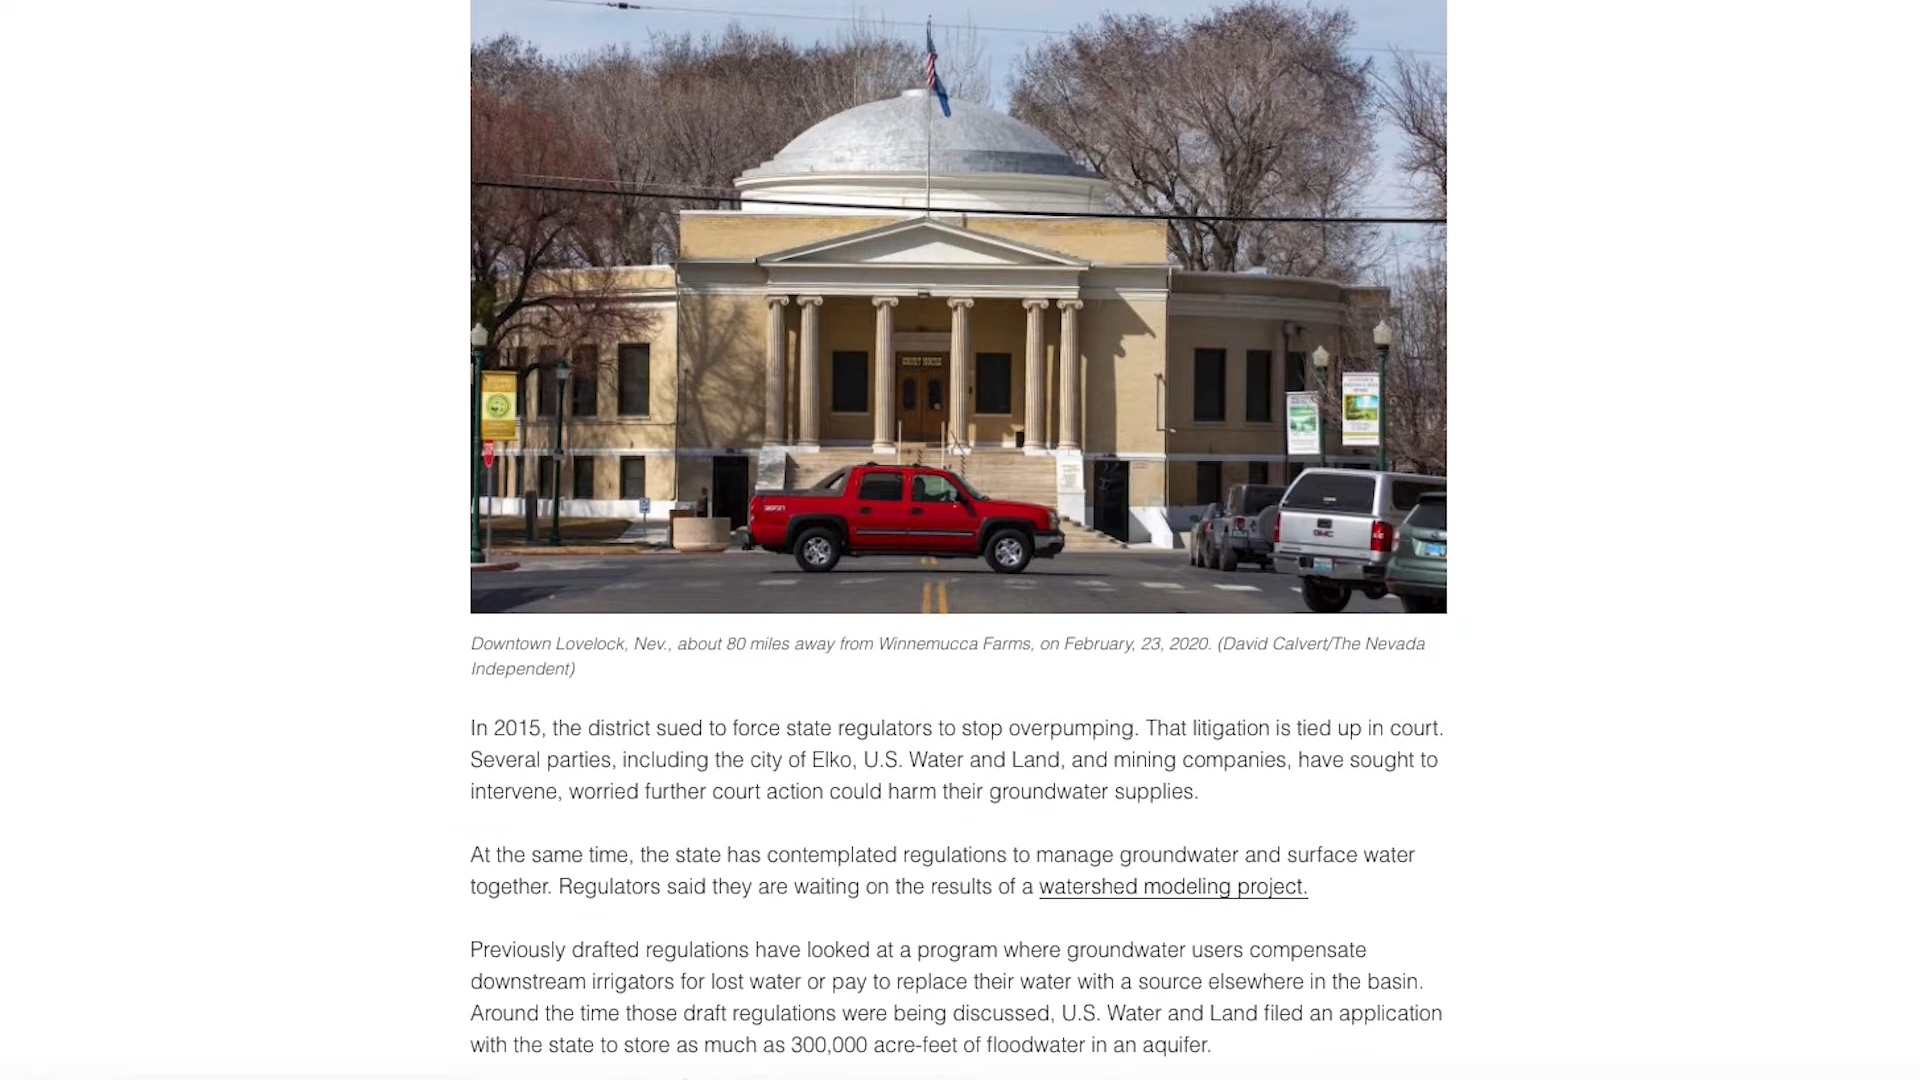 COURT HOUSE
Z71
GMC
Downtown Lovelock, Nev., about 80 miles away from Winnemucca Farms, on February, 23, 2020. (David Calvert/The Nevada
Independent)
In 2015, the district sued to force state regulators to stop overpumping. That litigation is tied up in court.
Several parties, including the city of Elko, U.S. Water and Land, and mining companies, have sought to
intervene, worried further court action could harm their groundwater supplies.
At the same time, the state has contemplated regulations to manage groundwater and surface water
together. Regulators said they are waiting on the results of a watershed modeling project.
Previously drafted regulations have looked at a program where groundwater users compensate
downstream irrigators for lost water or pay to replace their water with a source elsewhere in the basin.
Around the time those draft regulations were being discussed, U.S. Water and Land filed an application
with the state to store as much as 300,000 acre-feet of floodwater in an aquifer.